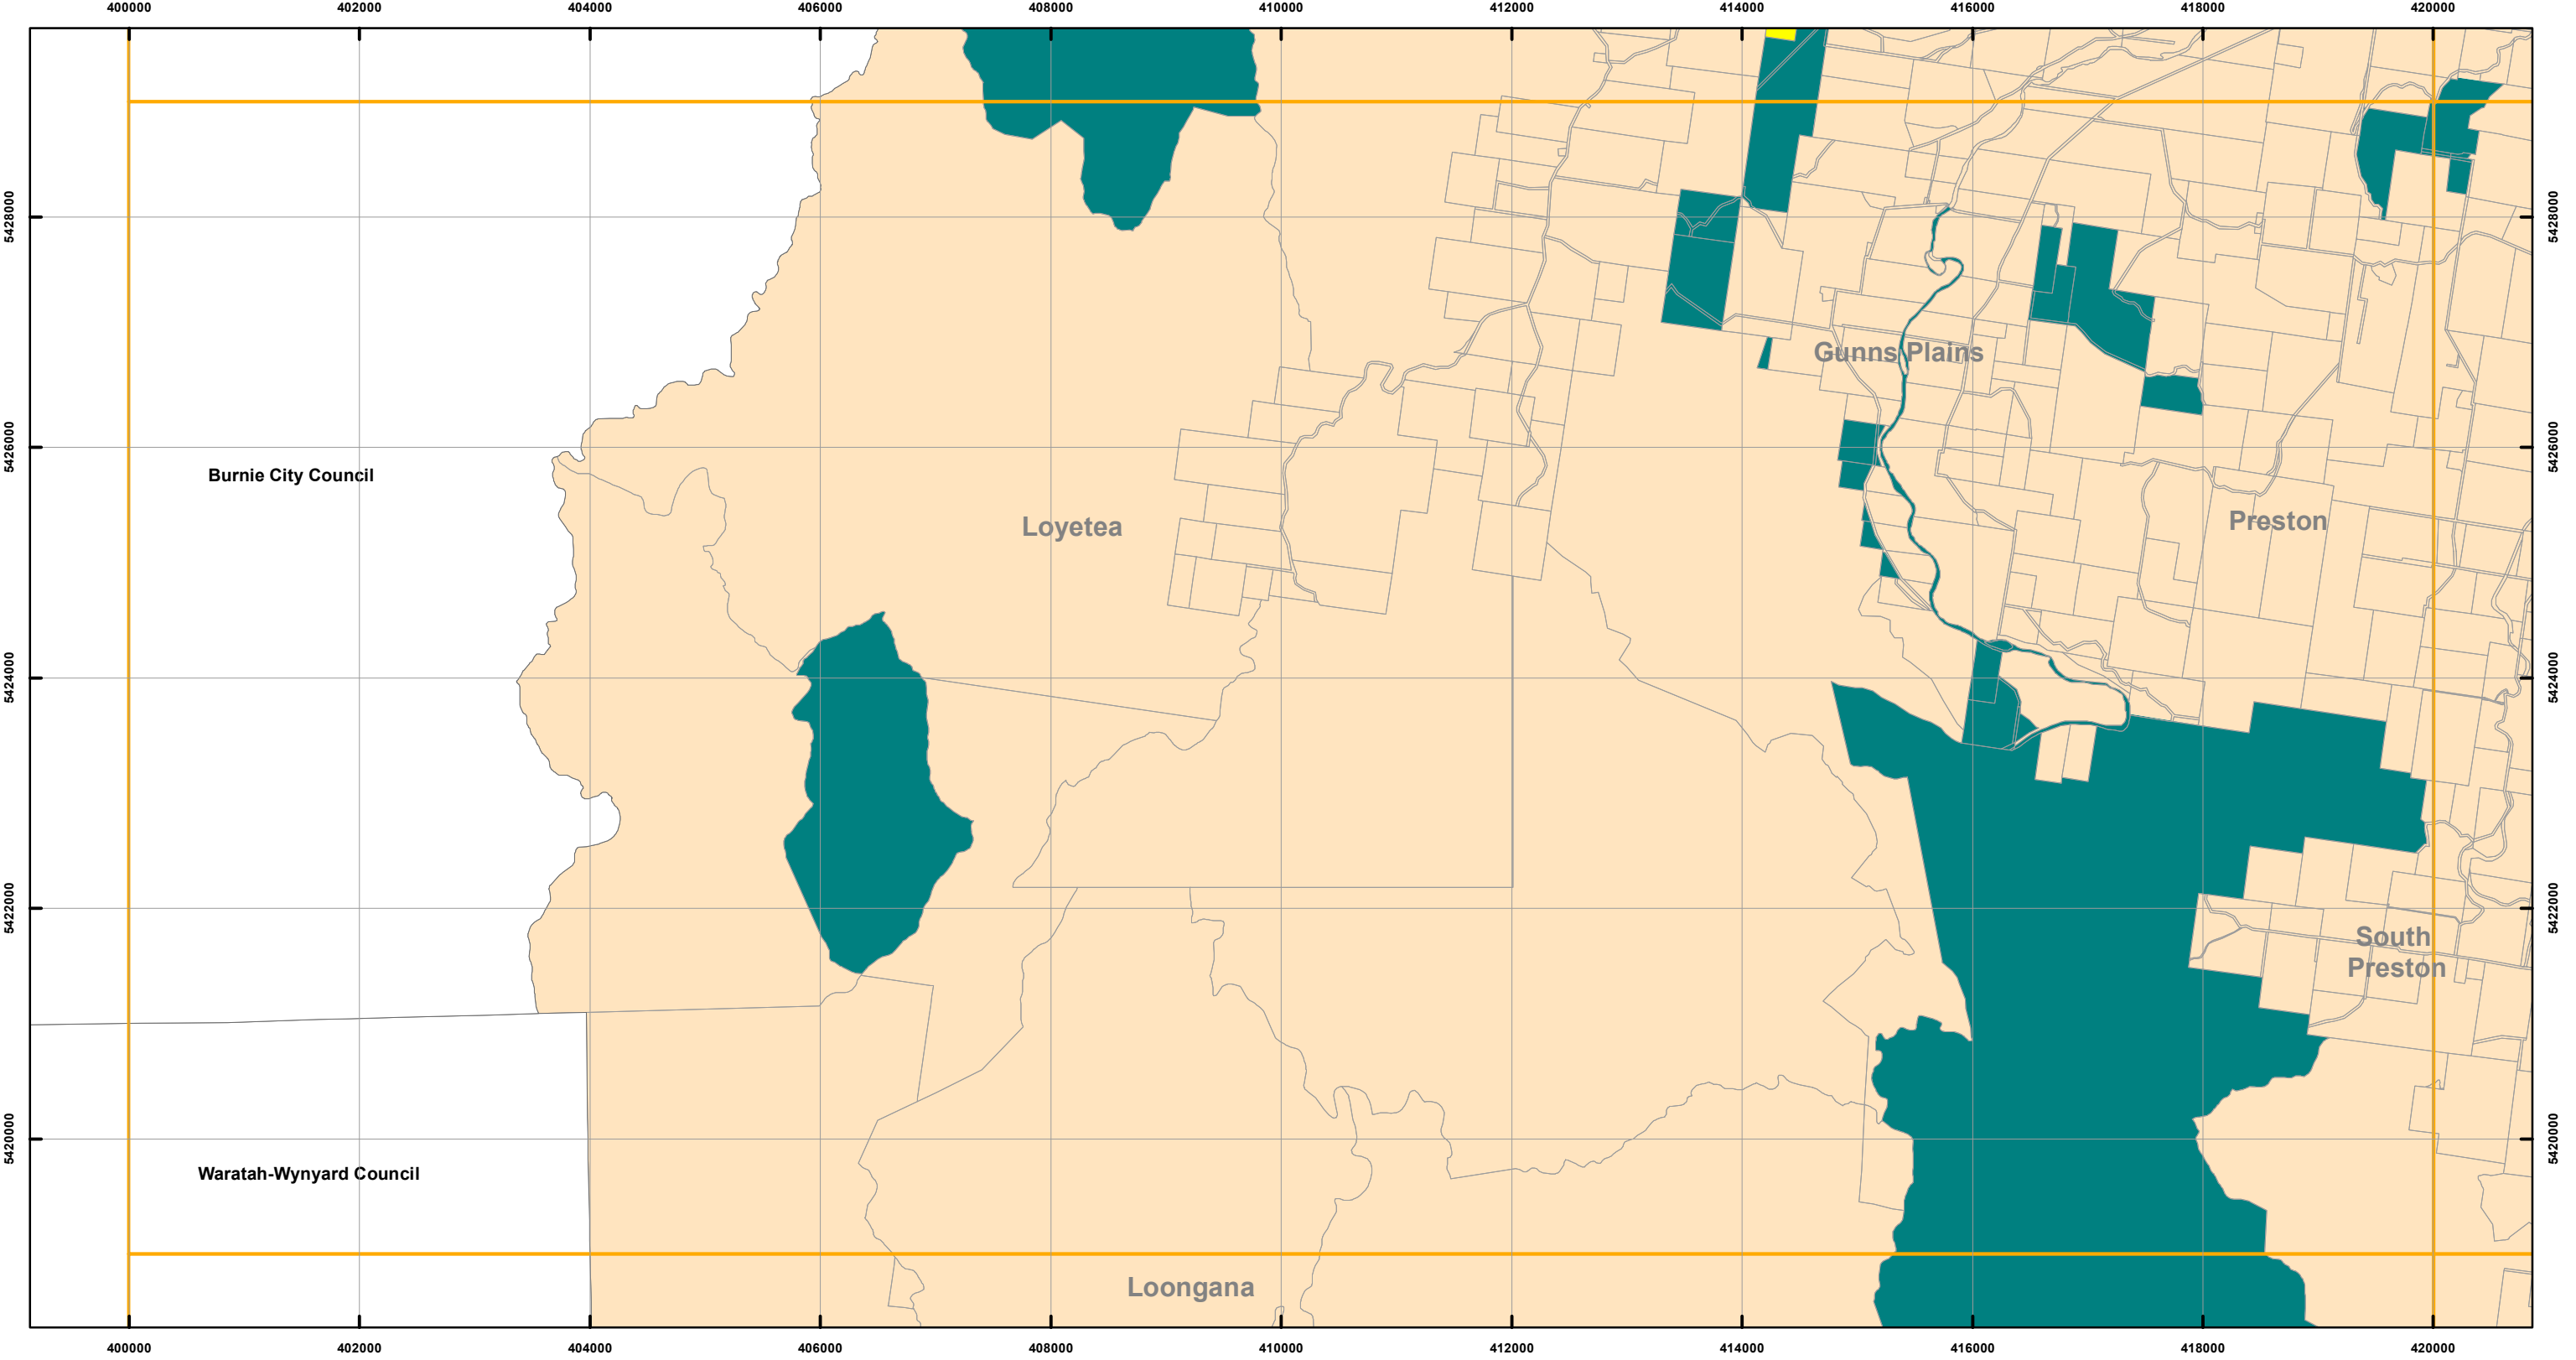 400000 402000 404000 406000 408000 410000 412000 414000 416000 418000 420000
5428000 5428000
Gunns Plains
5426000 5426000
Burnie City Council
Loyetea
Preston
5424000 5424000
5422000 5422000
South
Preston
5420000 5420000
Waratah-Wynyard Council
Loongana
400000 402000 404000 406000 408000 410000 412000 414000 416000 418000 420000